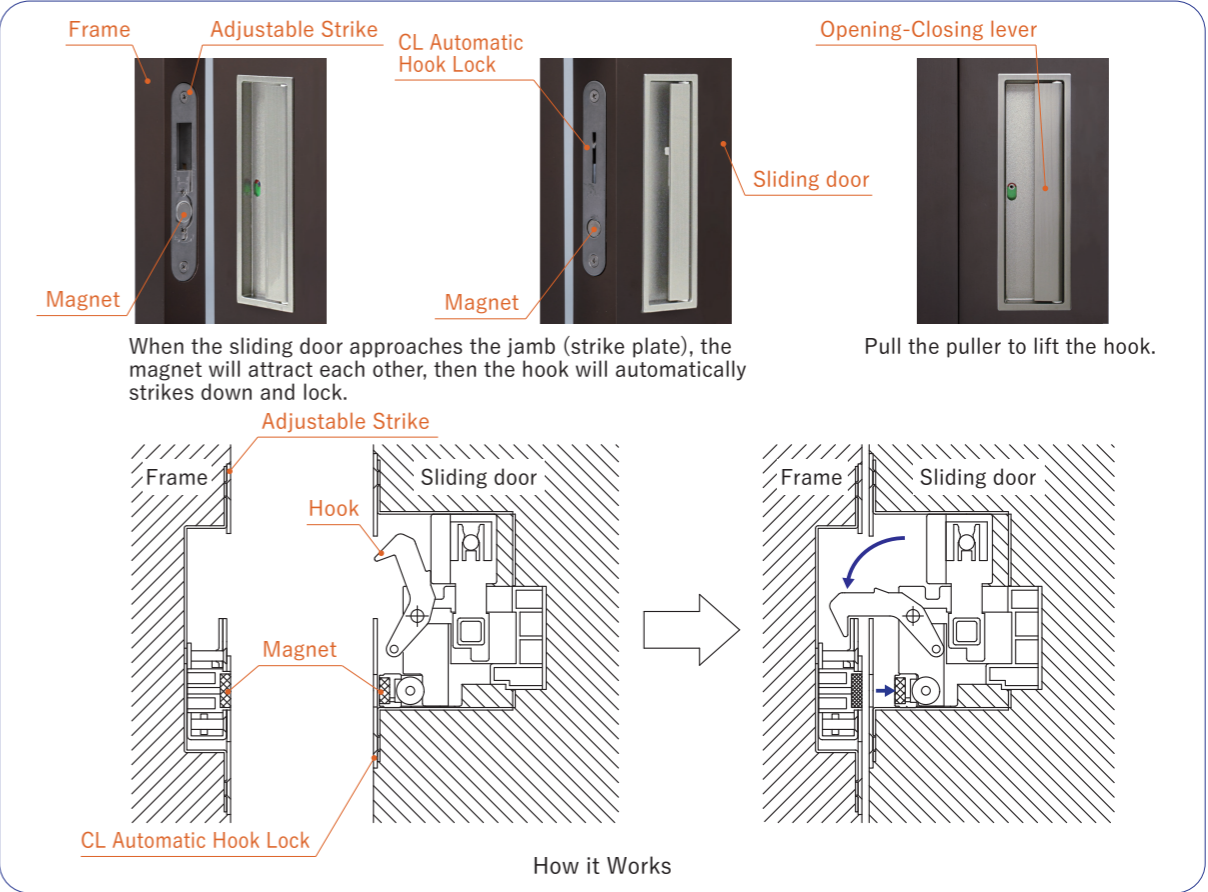 Frame
Adjustable Strike
CL Automatic
Hook Lock
Opening-Closing lever
Sliding door
Magnet
Magnet
When the sliding door approaches the jamb (strike plate), the
magnet will attract each other, then the hook will automatically
strikes down and lock.
Pull the puller to lift the hook.
Adjustable Strike
Frame
Sliding door
Hook
Magnet
CL Automatic Hook Lock
Frame
Sliding door
How it Works